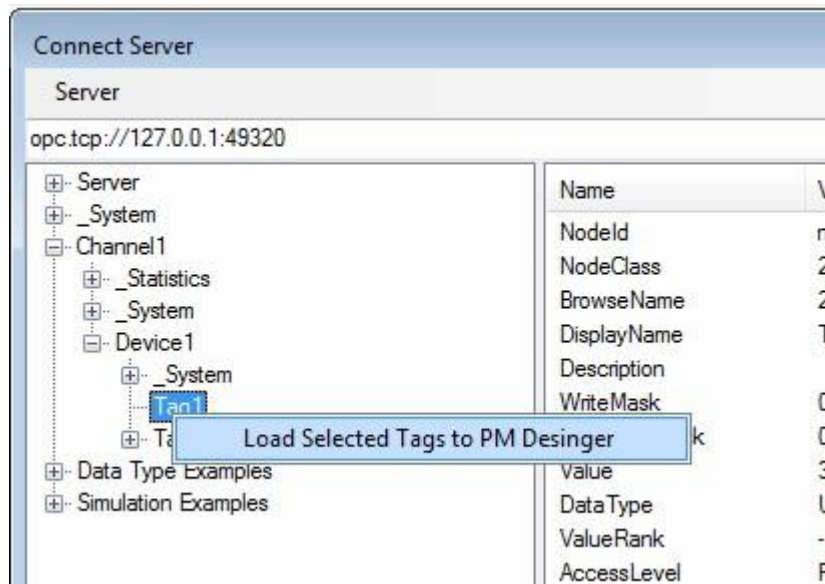 Connect Server
Server
opc.tcp://127.0.0.1:49320
Server
_System
Channel1
_Statistics
_System
Device1
_System
Tag1
Load Selected Tags to PM Desinger
Data Type Examples
Simulation Examples
Name
NodeId
NodeClass
BrowseName
DisplayName
Description
WriteMask
Value
DataType
ValueRank
AccessLevel